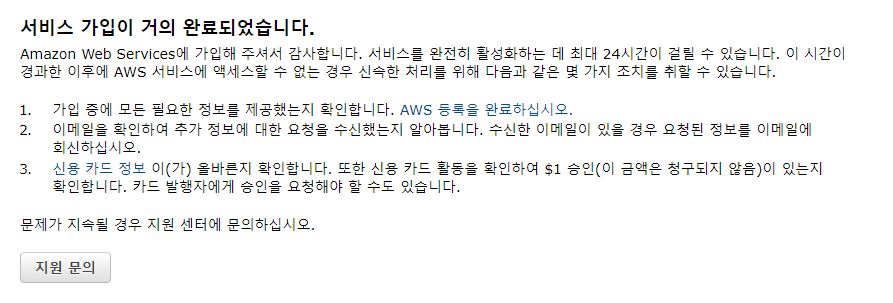 서비스 가입이 거의 완료되었습니다.
Amazon Web Services에 가입해 주셔서 감사합니다. 서비스를 완전히 활성화하는 데 최대 24시간이 걸릴 수 있습니다. 이 시간이
경과한 이후에 AWS 서비스에 액세스할 수 없는 경우 신속한 처리를 위해 다음과 같은 몇 가지 조치를 취할 수 있습니다.
1. 가입 중에 모든 필요한 정보를 제공했는지 확인합니다. AWS 등록을 완료하십시오.
2. 이메일을 확인하여 추가 정보에 대한 요청을 수신했는지 알아봅니다. 수신한 이메일이 있을 경우 요청된 정보를 이메일에
회신하십시오.
3. 신용 카드 정보 이(가) 올바른지 확인합니다. 또한 신용 카드 활동을 확인하여 $1 승인(이 금액은 청구되지 않음)이 있는지
확인합니다. 카드 발행자에게 승인을 요청해야 할 수도 있습니다.
문제가 지속될 경우 지원 센터에 문의하십시오.
지원 문의